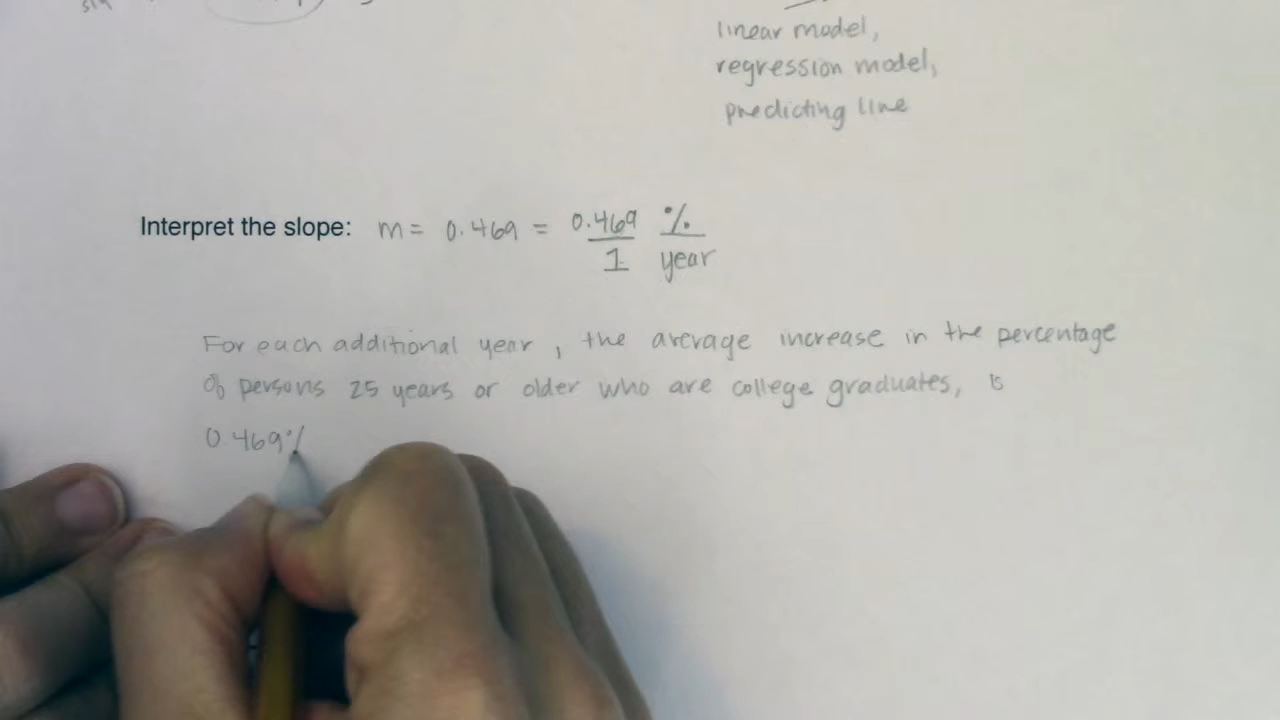 linear model,
regression model,
predicting line
Interpret the slope: m = 0.469 = 0.469/1 %/year
For each additional year, the average increase in the percentage
of persons 25 years or older who are college graduates, is
0.469%